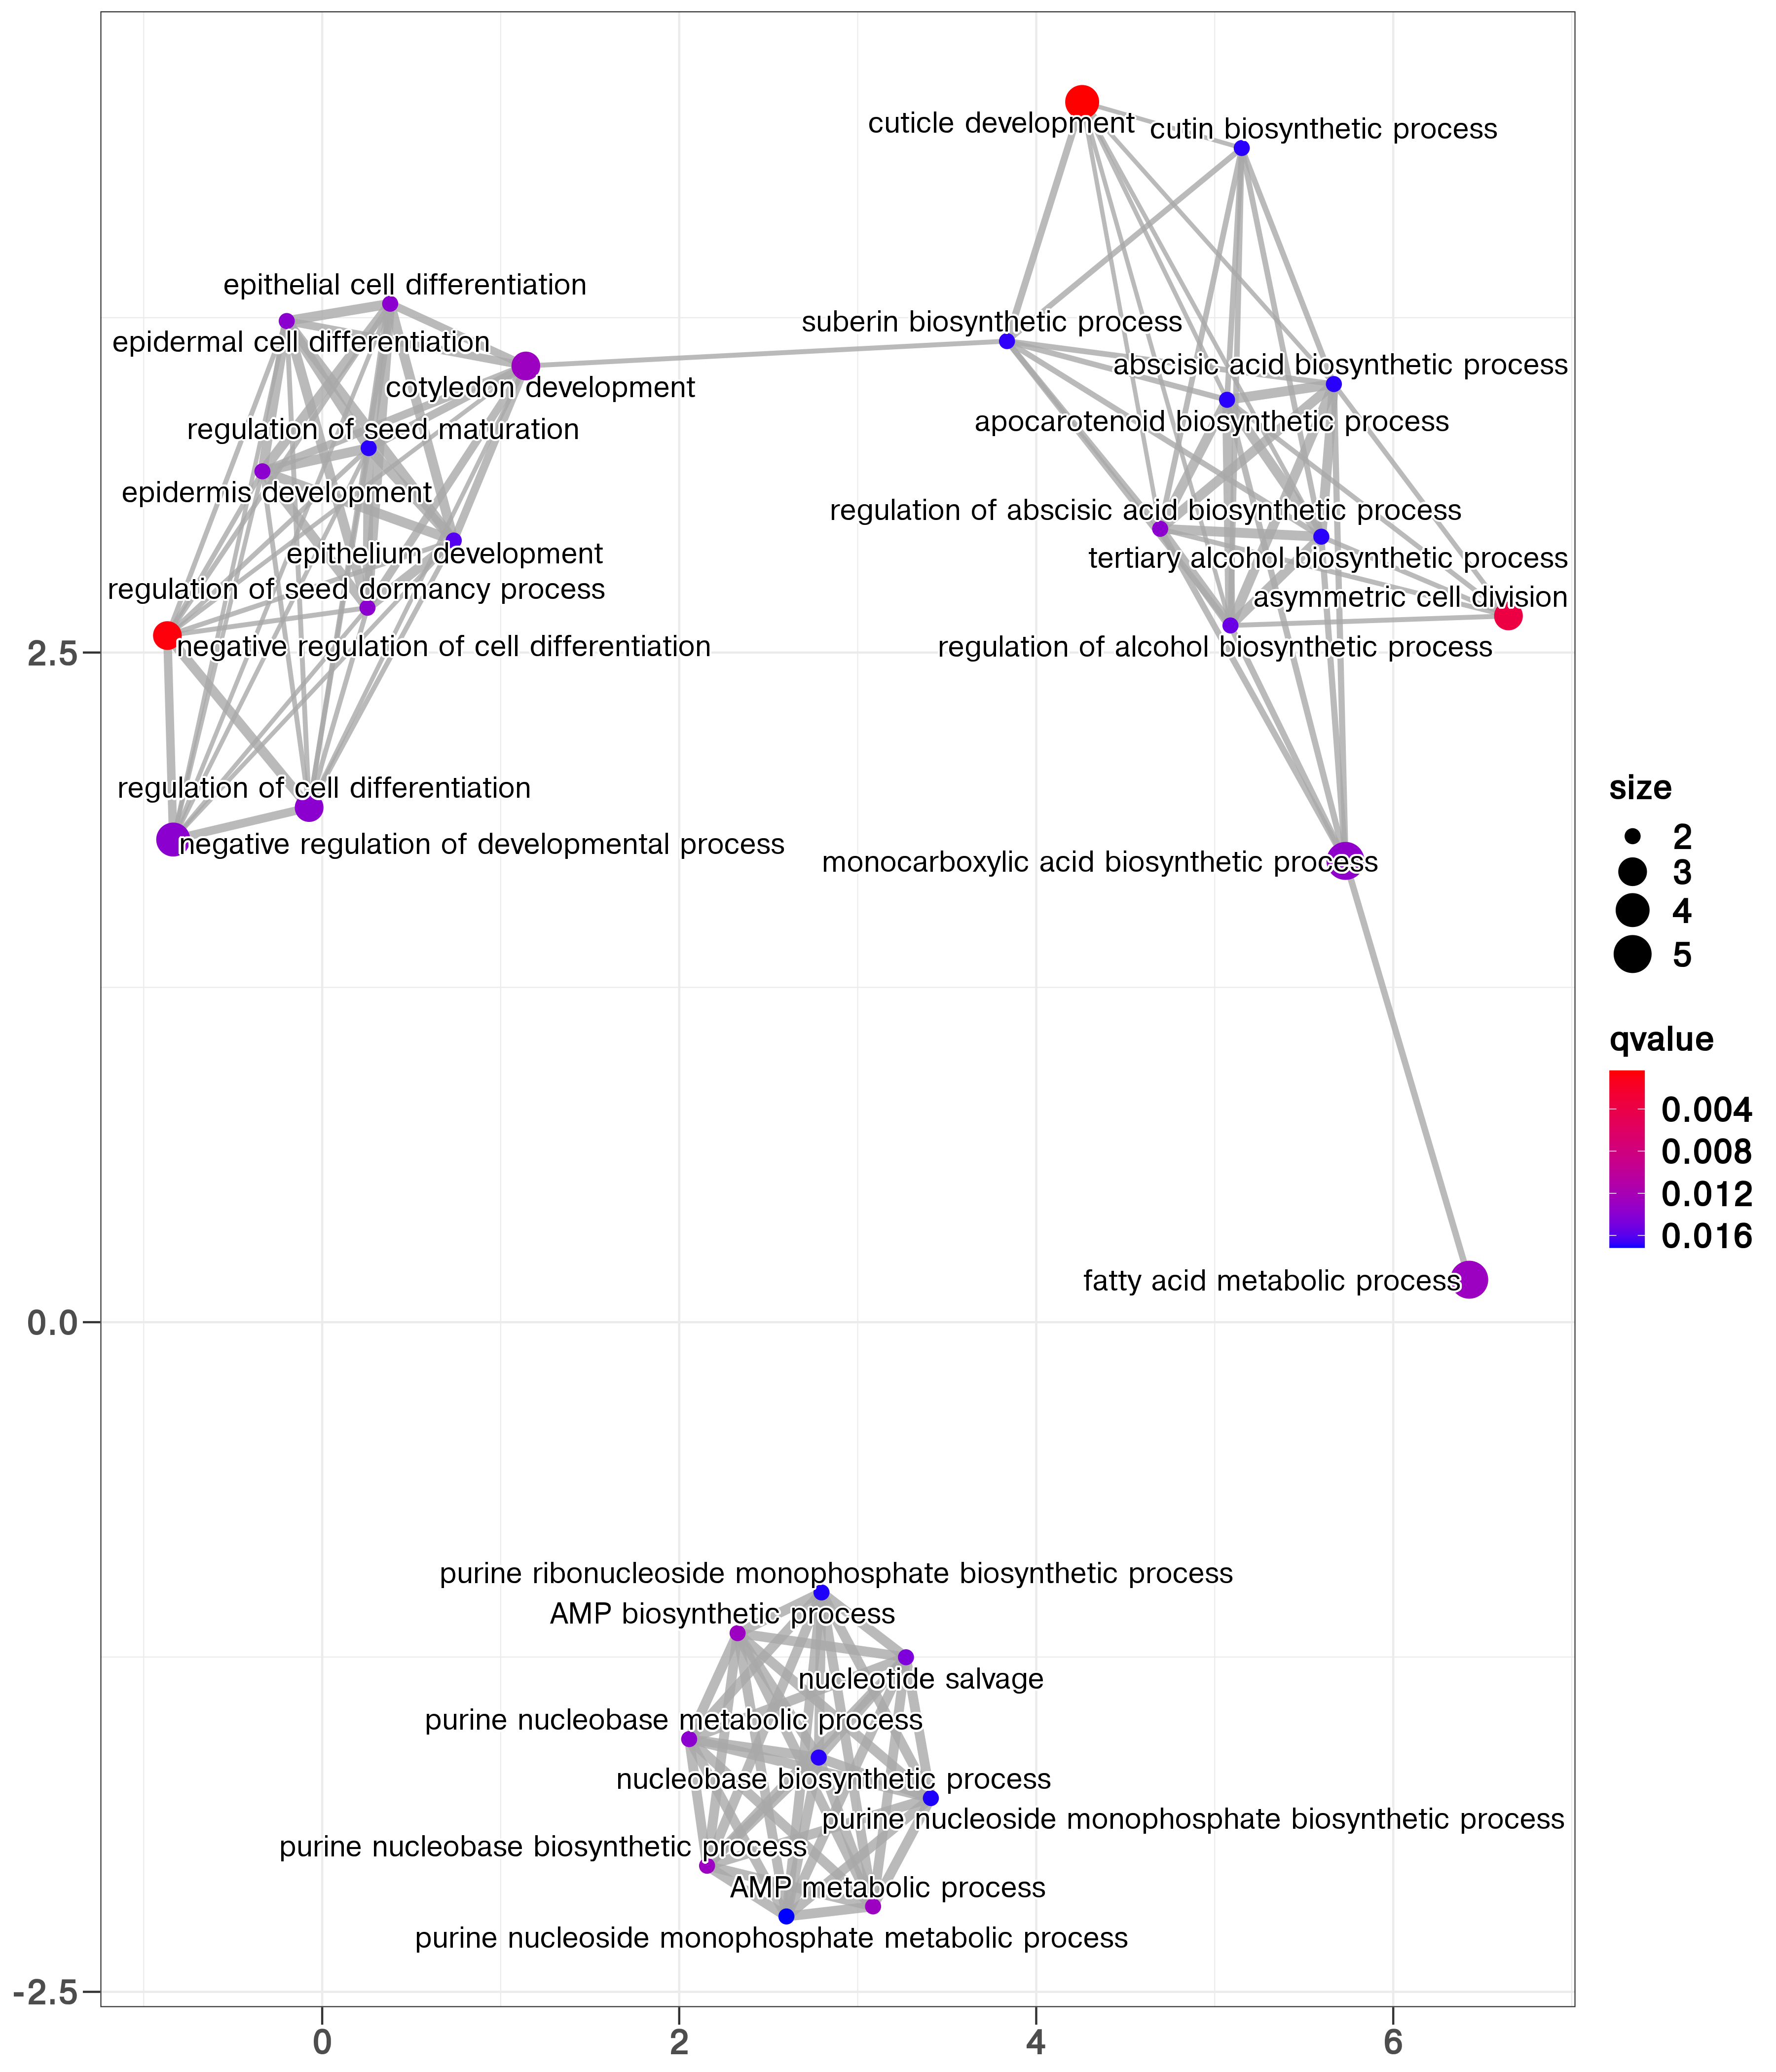 cuticle development
cutin biosynthetic process
epithelial cell differentiation
suberin biosynthetic process
epidermal cell differentiation
abscisic acid biosynthetic process
cotyledon development
apocarotenoid biosynthetic process
regulation of seed maturation
epidermis development
regulation of abscisic acid biosynthetic process
epithelium development
tertiary alcohol biosynthetic process
regulation of seed dormancy process
asymmetric cell division
negative regulation of cell differentiation
regulation of alcohol biosynthetic process
2.5
regulation of cell differentiation
size
2
negative regulation of developmental process
monocarboxylic acid biosynthetic process
3
4
5
qvalue
0.004
0.008
0.012
0.016
fatty acid metabolic process
0.0
purine ribonucleoside monophosphate biosynthetic process
AMP biosynthetic process
nucleotide salvage
purine nucleobase metabolic process
nucleobase biosynthetic process
purine nucleoside monophosphate biosynthetic process
purine nucleobase biosynthetic process
AMP metabolic process
purine nucleoside monophosphate metabolic process
-2.5
0 2 4 6